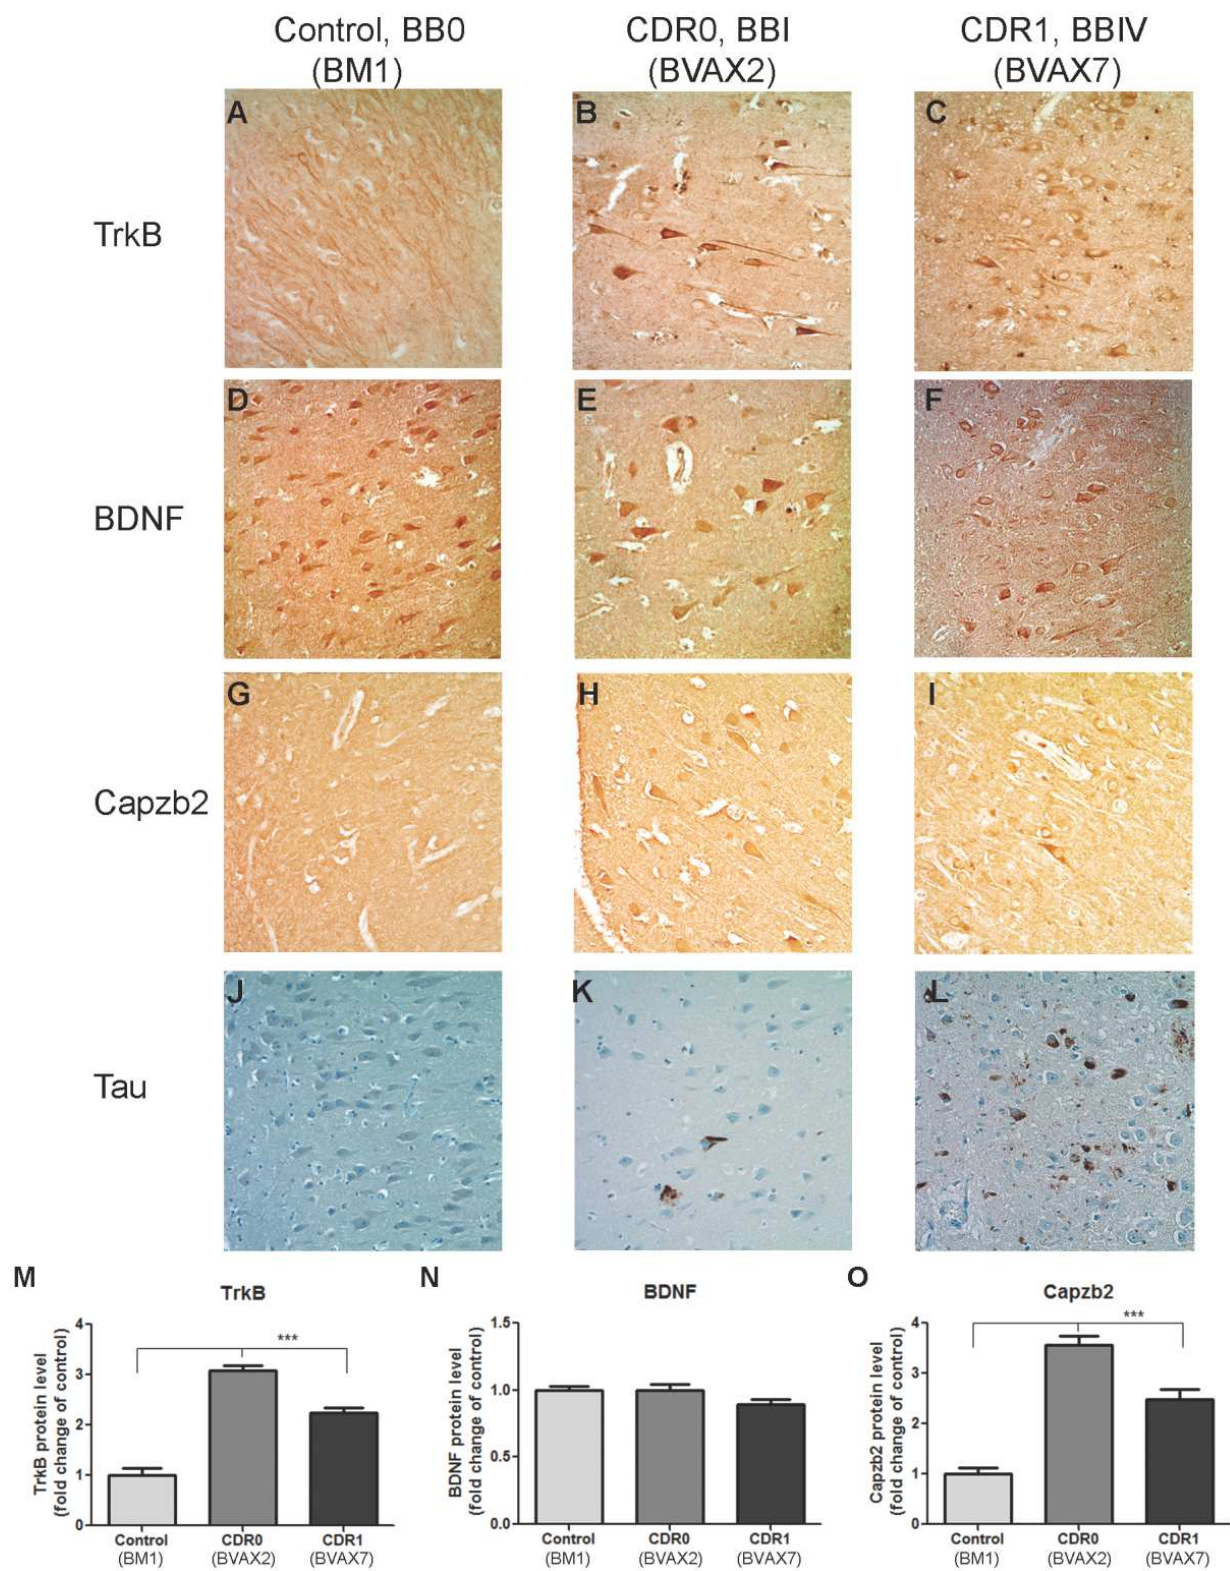 Control, BB0 CDR0, BBI CDR1, BBIV
(BM1) (BVAX2) (BVAX7)
A B C
TrkB
D E F
BDNF
G H I
Capzb2
J K L
Tau
M N O
TrkB BDNF Capzb2
TrkB protein level
(fold change of control)
4
3
2
1
0
***
Control CDR0 CDR1
(BM1) (BVAX2) (BVAX7)
BDNF protein level
(fold change of control)
1.5
1.0
0.5
0.0
Control CDR0 CDR1
(BM1) (BVAX2) (BVAX7)
Capzb2 protein level
(fold change of control)
4
3
2
1
0
***
Control CDR0 CDR1
(BM1) (BVAX2) (BVAX7)